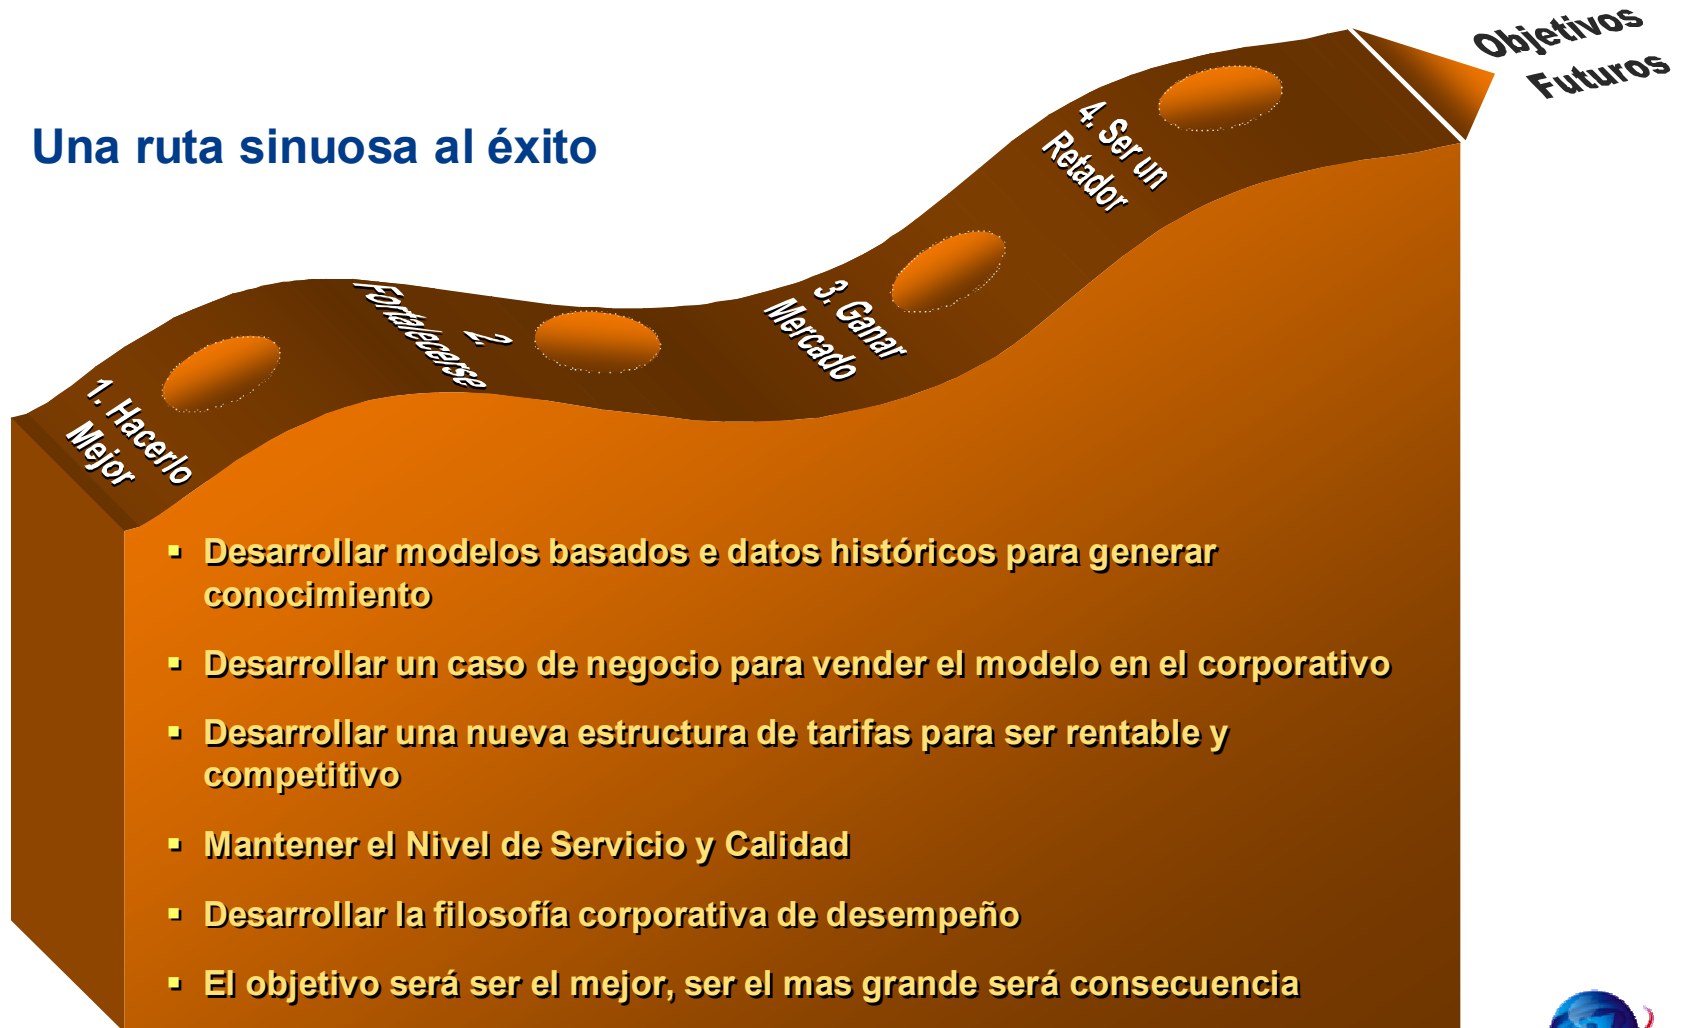 Objetivos
Futuros
Una ruta sinuosa al éxito
1. Hacerlo
Mejor
2.
Fortalecerse
3. Ganar
Mercado
4. Ser un
Retador
▪ Desarrollar modelos basados e datos históricos para generar
conocimiento
▪ Desarrollar un caso de negocio para vender el modelo en el corporativo
▪ Desarrollar una nueva estructura de tarifas para ser rentable y
competitivo
▪ Mantener el Nivel de Servicio y Calidad
▪ Desarrollar la filosofía corporativa de desempeño
▪ El objetivo será ser el mejor, ser el mas grande será consecuencia